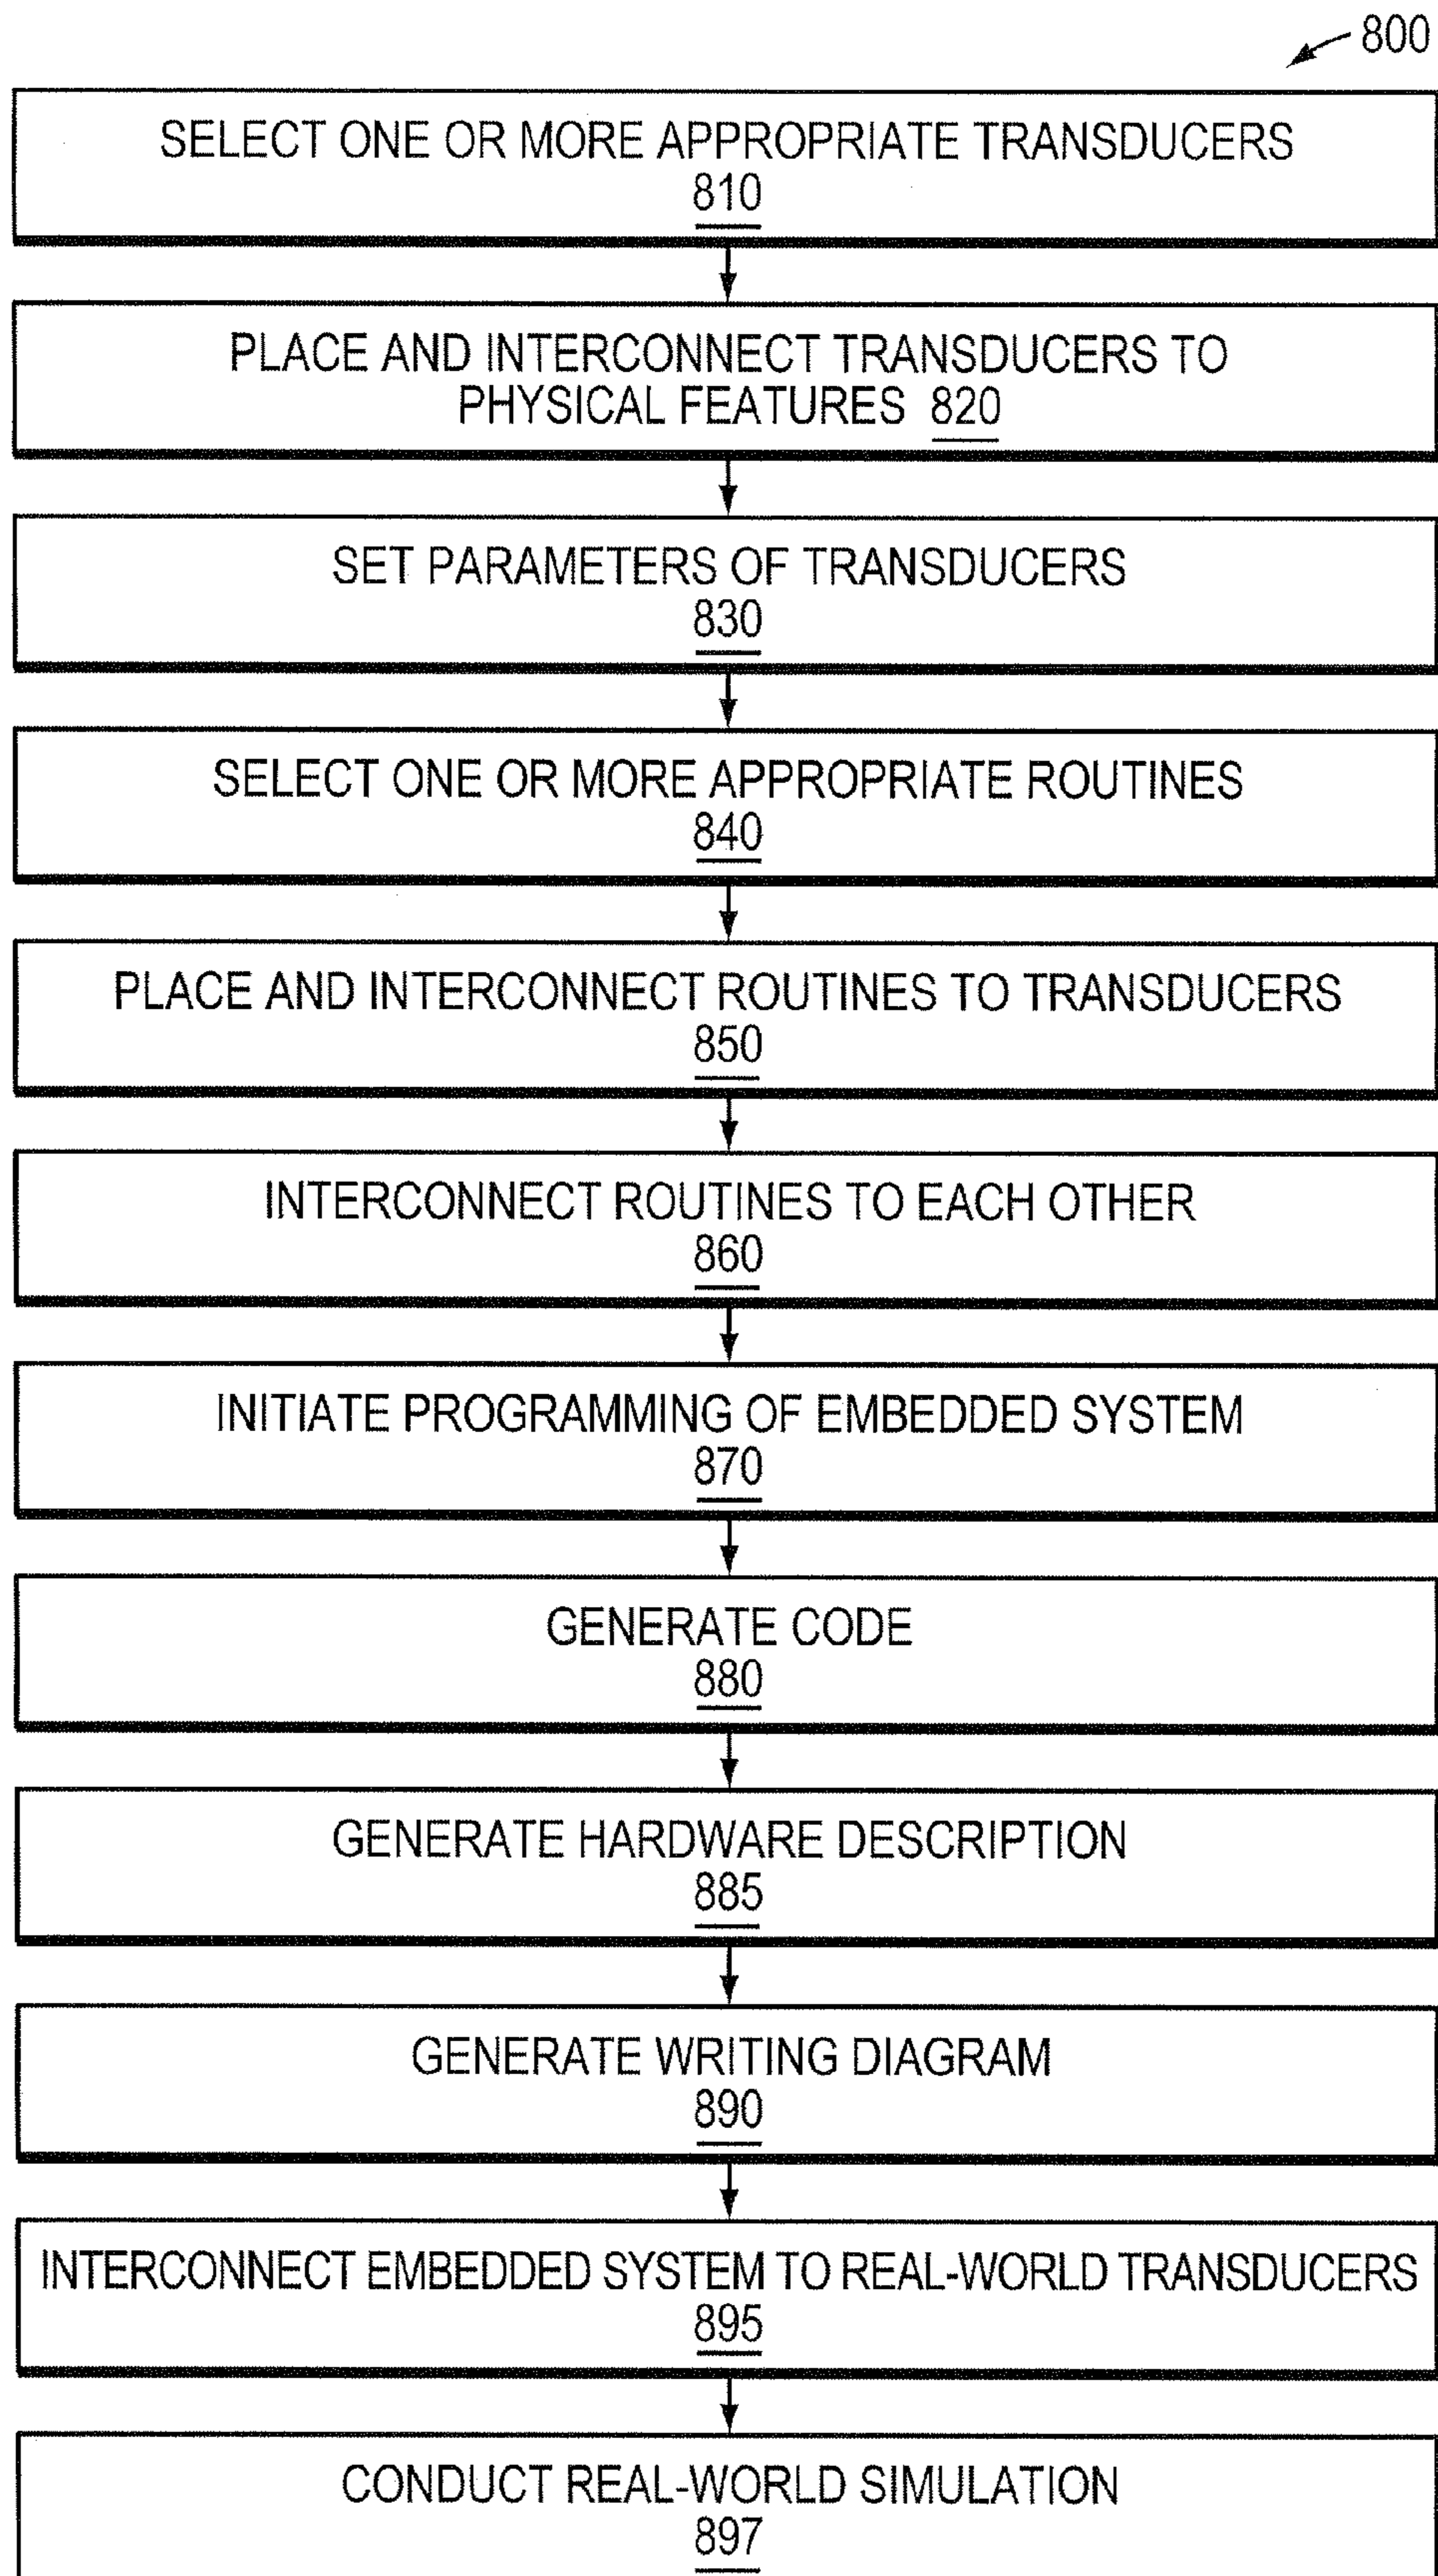 800
SELECT ONE OR MORE APPROPRIATE TRANSDUCERS
810
PLACE AND INTERCONNECT TRANSDUCERS TO
PHYSICAL FEATURES 820
SET PARAMETERS OF TRANSDUCERS
830
SELECT ONE OR MORE APPROPRIATE ROUTINES
840
PLACE AND INTERCONNECT ROUTINES TO TRANSDUCERS
850
INTERCONNECT ROUTINES TO EACH OTHER
860
INITIATE PROGRAMMING OF EMBEDDED SYSTEM
870
GENERATE CODE
880
GENERATE HARDWARE DESCRIPTION
885
GENERATE WRITING DIAGRAM
890
INTERCONNECT EMBEDDED SYSTEM TO REAL-WORLD TRANSDUCERS
895
CONDUCT REAL-WORLD SIMULATION
897